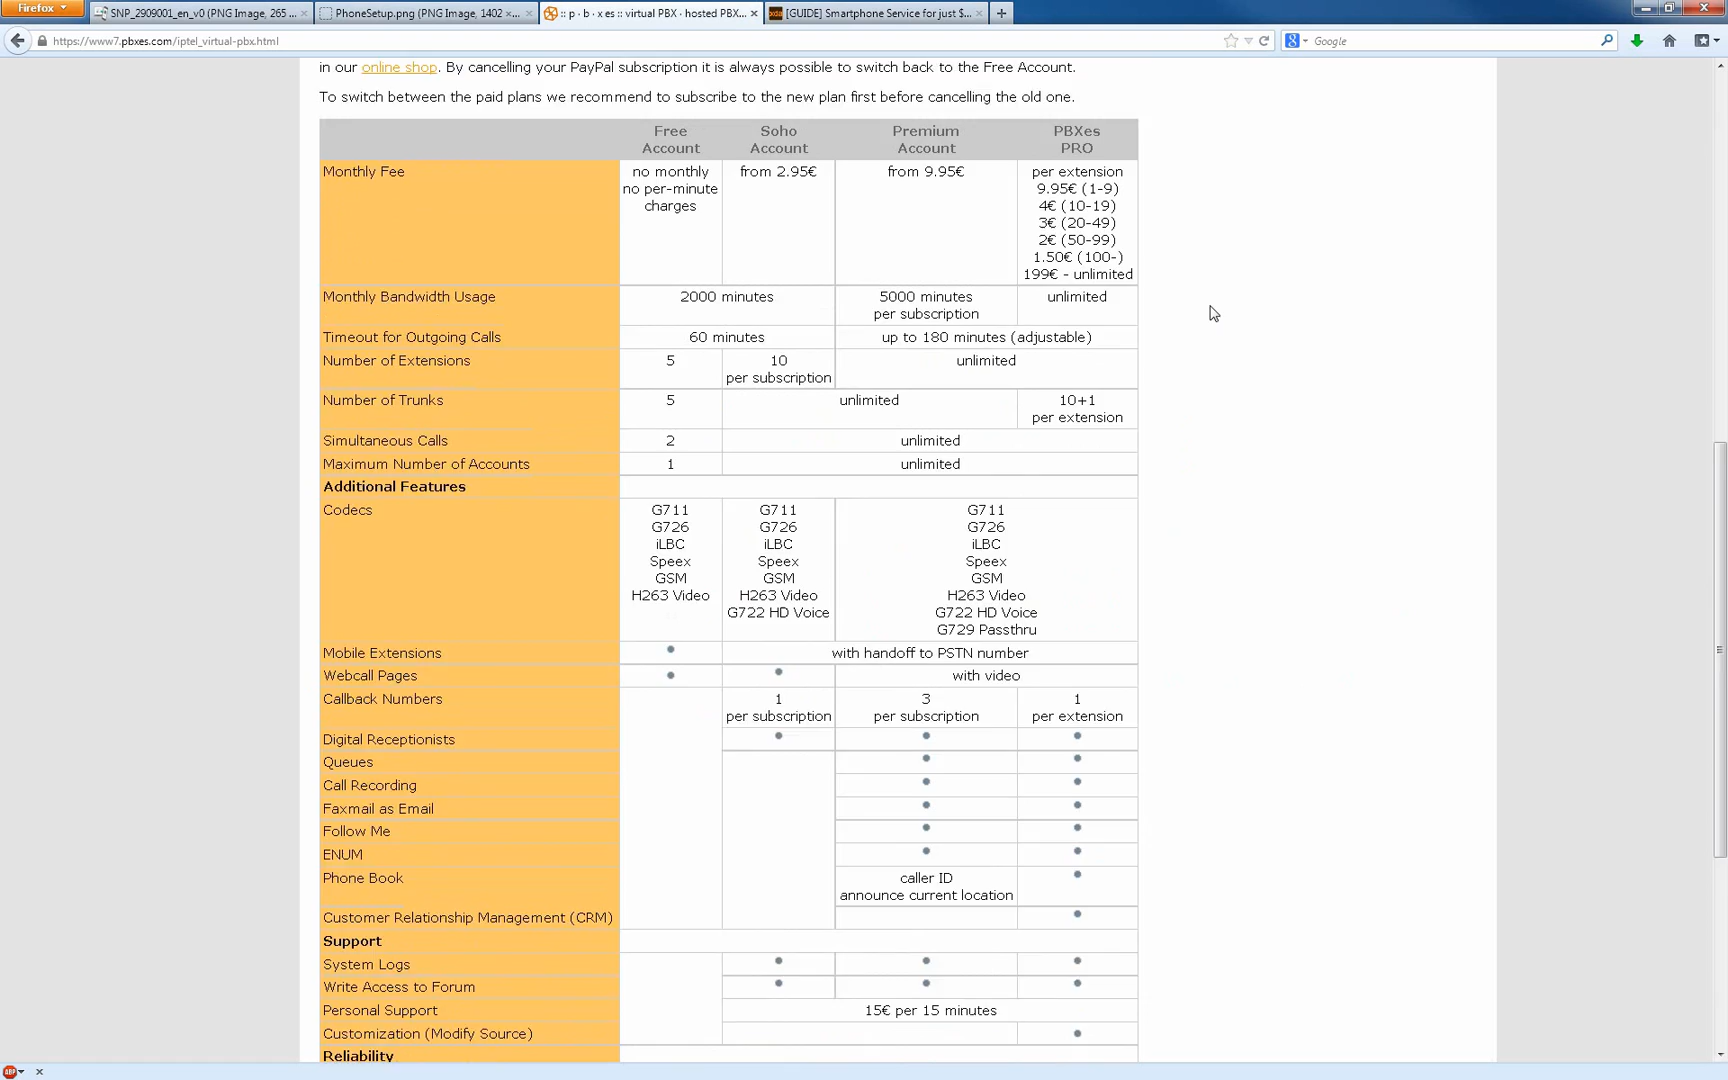 Firefox
SNP_2909001_en_v0 (PNG Image, 265 ...
PhoneSetup.png (PNG Image, 1402 × ...
:: p · b · x es :: virtual PBX · hosted PBX...
xda
[GUIDE] Smartphone Service for just $...
https://www7.pbxes.com/iptel_virtual-pbx.html
Google
in our online shop. By cancelling your PayPal subscription it is always possible to switch back to the Free Account.
To switch between the paid plans we recommend to subscribe to the new plan first before cancelling the old one.
Free Account
Soho Account
Premium Account
PBXes PRO
Monthly Fee
no monthly
no per-minute
charges
from 2.95€
from 9.95€
per extension
9.95€ (1-9)
4€ (10-19)
3€ (20-49)
2€ (50-99)
1.50€ (100-)
199€ - unlimited
Monthly Bandwidth Usage
2000 minutes
5000 minutes
per subscription
unlimited
Timeout for Outgoing Calls
60 minutes
up to 180 minutes (adjustable)
Number of Extensions
5
10
per subscription
unlimited
Number of Trunks
5
unlimited
10+1
per extension
Simultaneous Calls
2
unlimited
Maximum Number of Accounts
1
unlimited
Additional Features
Codecs
G711
G726
iLBC
Speex
GSM
H263 Video
G711
G726
iLBC
Speex
GSM
H263 Video
G722 HD Voice
G711
G726
iLBC
Speex
GSM
H263 Video
G722 HD Voice
G729 Passthru
Mobile Extensions
with handoff to PSTN number
Webcall Pages
with video
Callback Numbers
1
per subscription
3
per subscription
1
per extension
Digital Receptionists
Queues
Call Recording
Faxmail as Email
Follow Me
ENUM
Phone Book
caller ID
announce current location
Customer Relationship Management (CRM)
Support
System Logs
Write Access to Forum
Personal Support
15€ per 15 minutes
Customization (Modify Source)
Reliability
ABP